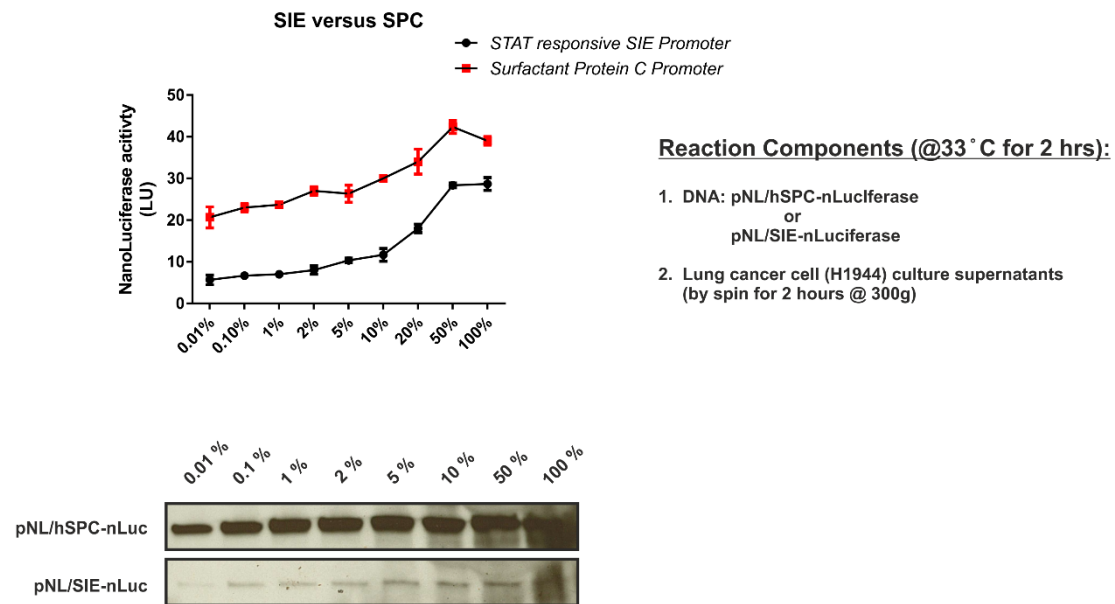 SIE versus SPC
STAT responsive SIE Promoter
Surfactant Protein C Promoter
NanoLuciferase acitivty
(LU)
50
40
30
20
10
0
0.01%
0.10%
1%
2%
5%
10%
20%
50%
100%
Reaction Components (@33˚C for 2 hrs):
1. DNA: pNL/hSPC-nLuclferase
or
pNL/SIE-nLuciferase
2. Lung cancer cell (H1944) culture supernatants
(by spin for 2 hours @ 300g)
0.01 %
0.1 %
1 %
2 %
5 %
10 %
50 %
100 %
pNL/hSPC-nLuc
pNL/SIE-nLuc